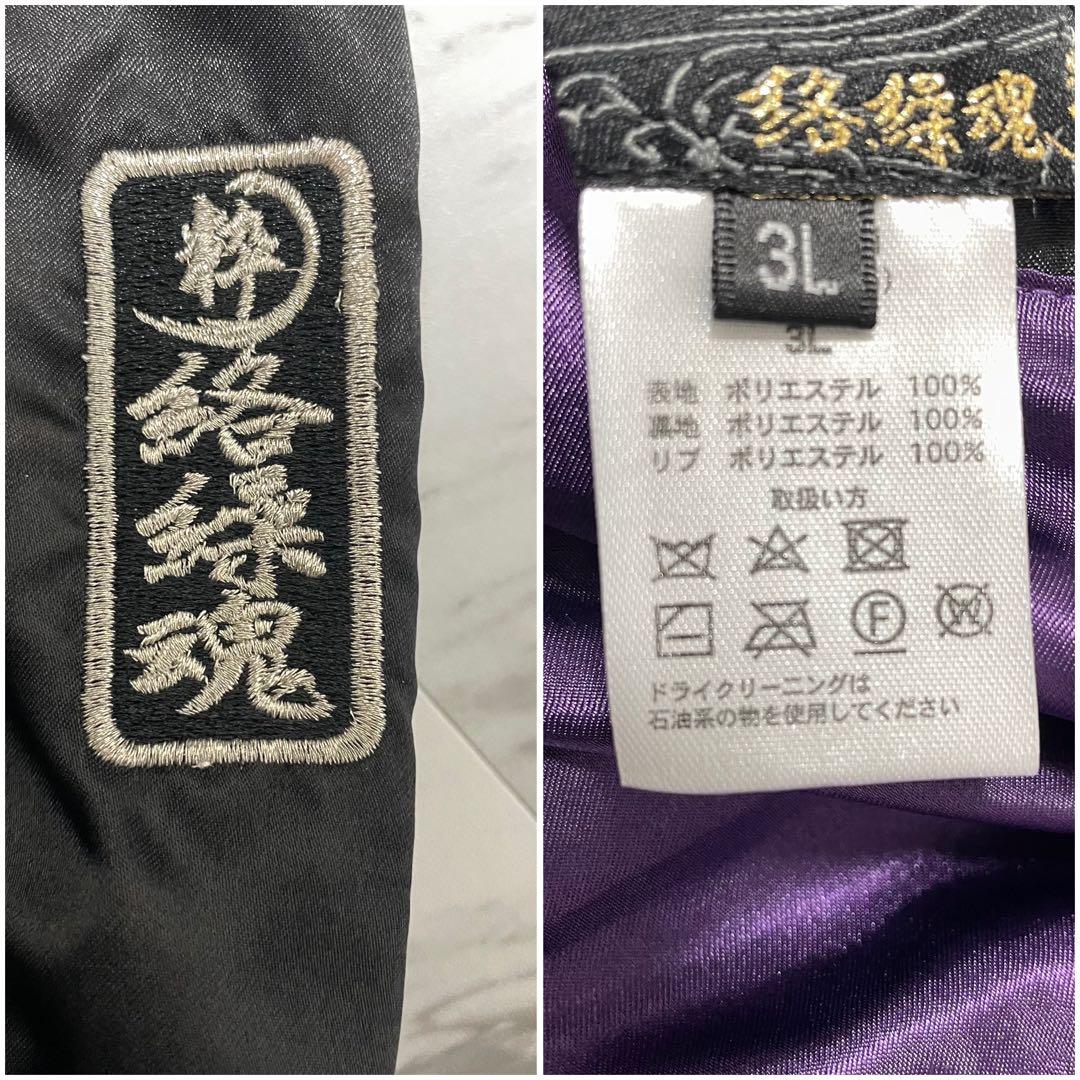 粋
絡繰魂
絡繰魂
3L
3L
表地 ポリエステル 100%
裏地 ポリエステル 100%
リブ ポリエステル 100%
取扱い方
F
W
ドライクリーニングは
石油系の物を使用してください